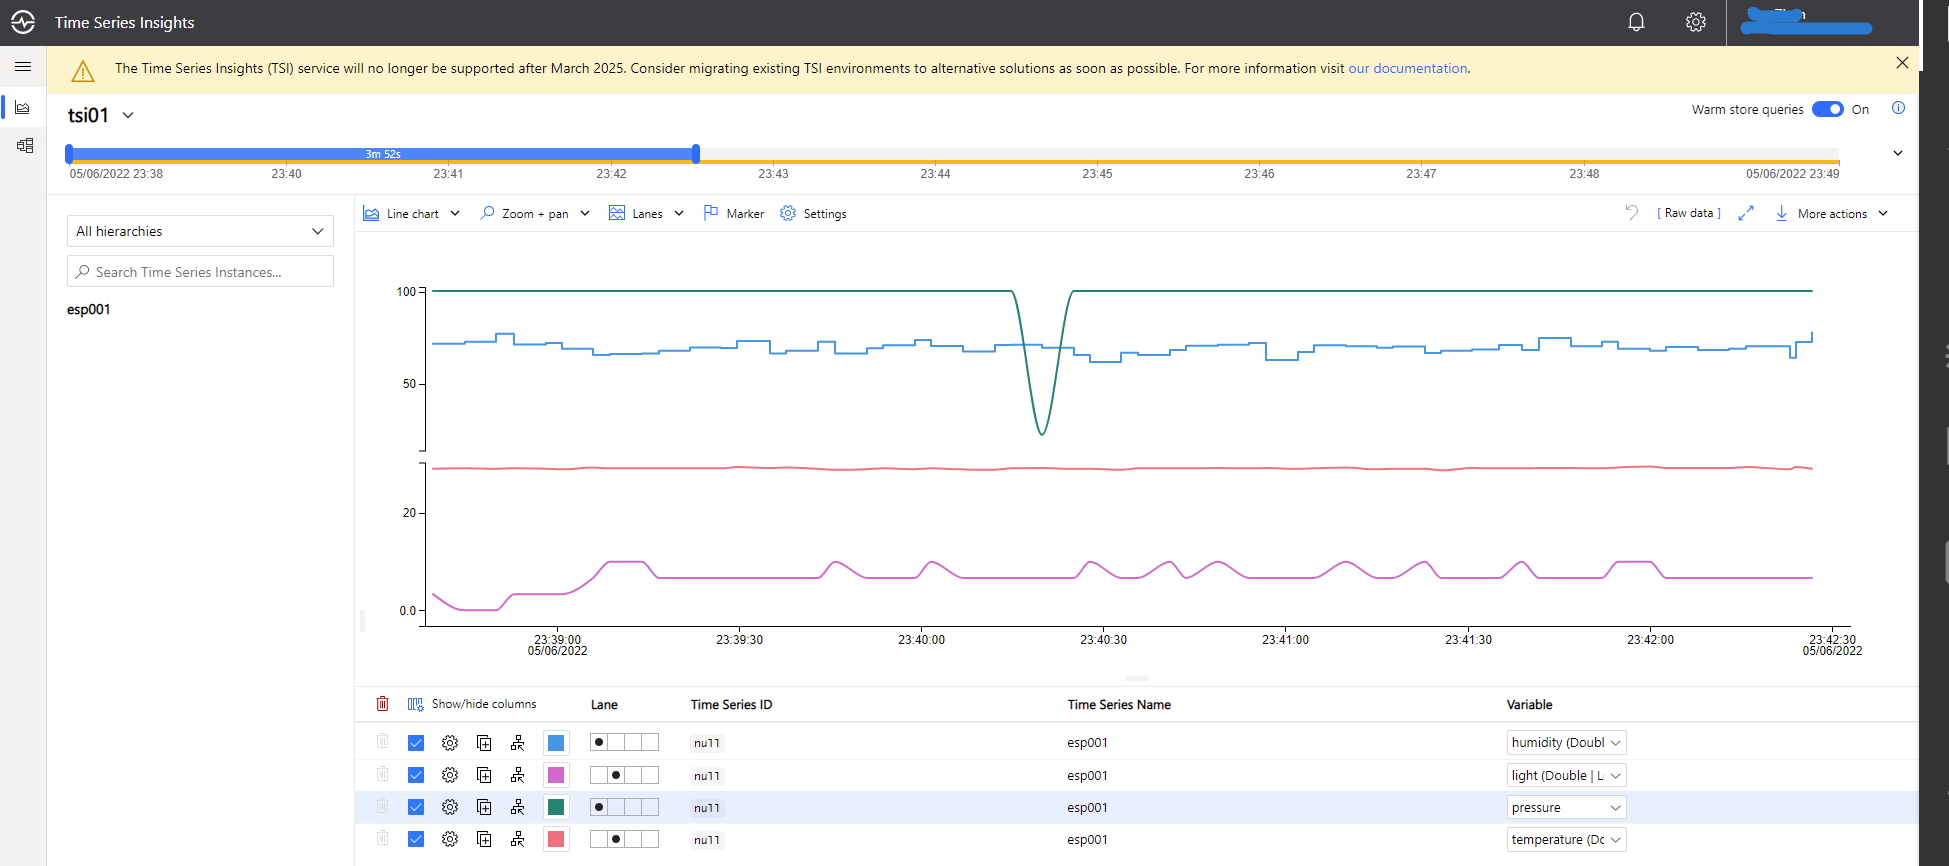 Time Series Insights
The Time Series Insights (TSI) service will no longer be supported after March 2025. Consider migrating existing TSI environments to alternative solutions as soon as possible. For more information visit our documentation.
tsi01
Warm store queries On
3m 52s
05/06/2022 23:38 23:40 23:41 23:42 23:43 23:44 23:45 23:46 23:47 23:48 05/06/2022 23:49
All hierarchies
Search Time Series Instances...
esp001
Line chart Zoom + pan Lanes Marker Settings [ Raw data ] More actions
100
50
20
0.0
23:39:00 23:39:30 23:40:00 23:40:30 23:41:00 23:41:30 23:42:00 23:42:30
05/06/2022 05/06/2022
Show/hide columns Lane Time Series ID Time Series Name Variable
null esp001 humidity (Doubl
null esp001 light (Double | L
null esp001 pressure
null esp001 temperature (Dc